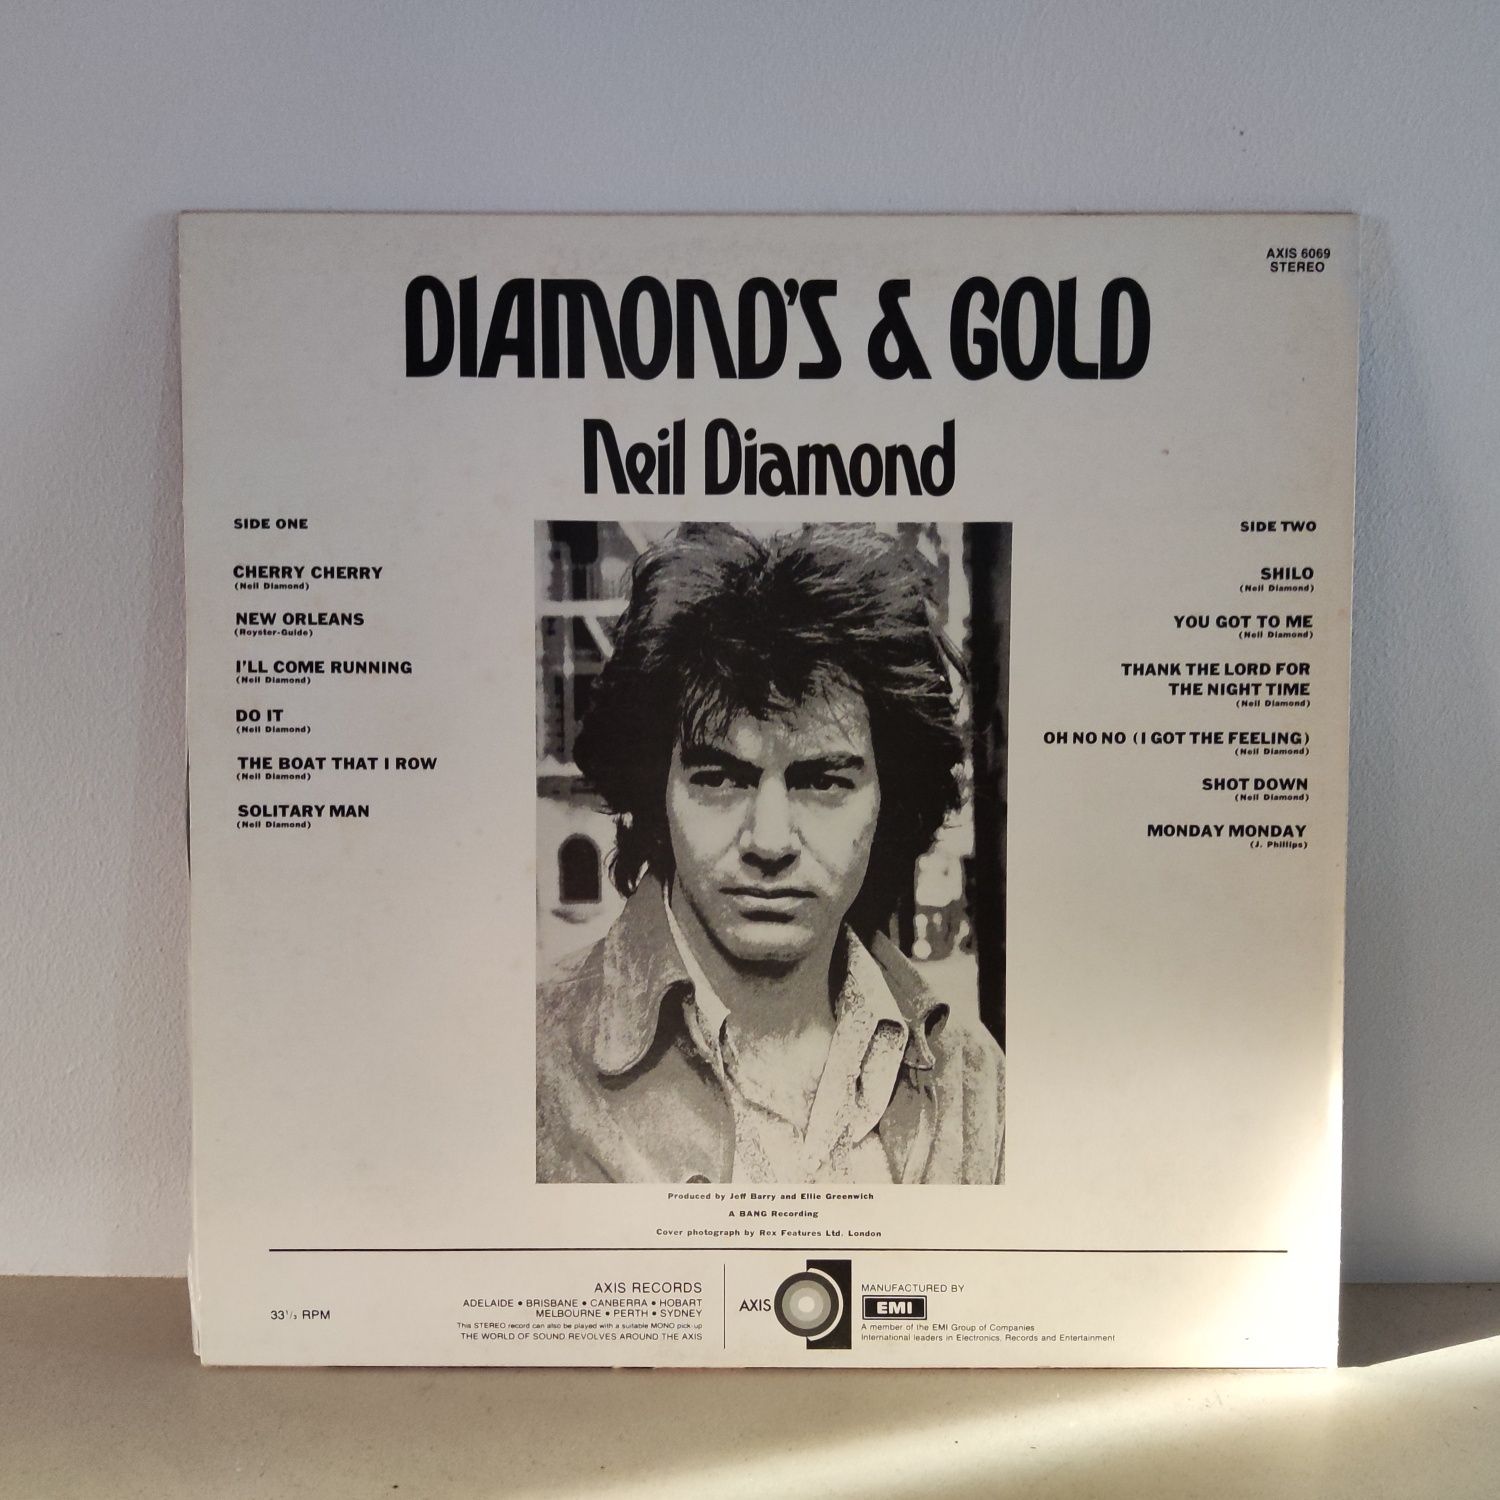 AXIS 6069
STEREO
DIAMOND'S & GOLD
Neil Diamond
SIDE ONE
CHERRY CHERRY
(Neil Diamond)
NEW ORLEANS
(Royster-Guide)
I'LL COME RUNNING
(Neil Diamond)
DO IT
(Neil Diamond)
THE BOAT THAT I ROW
(Neil Diamond)
SOLITARY MAN
(Neil Diamond)
SIDE TWO
SHILO
(Neil Diamond)
YOU GOT TO ME
(Neil Diamond)
THANK THE LORD FOR
THE NIGHT TIME
(Neil Diamond)
OH NO NO (I GOT THE FEELING)
(Neil Diamond)
SHOT DOWN
(Neil Diamond)
MONDAY MONDAY
(J. Phillips)
Produced by Jeff Barry and Ellie Greenwich
A BANG Recording
Cover photograph by Rex Features Ltd. London
33⅓ RPM
AXIS RECORDS
ADELAIDE • BRISBANE • CANBERRA • HOBART
MELBOURNE • PERTH • SYDNEY
This STEREO record can also be played with a suitable MONO pick-up
THE WORLD OF SOUND REVOLVES AROUND THE AXIS
AXIS
MANUFACTURED BY
EMI
A member of the EMI Group of Companies
International leaders in Electronics, Records and Entertainment